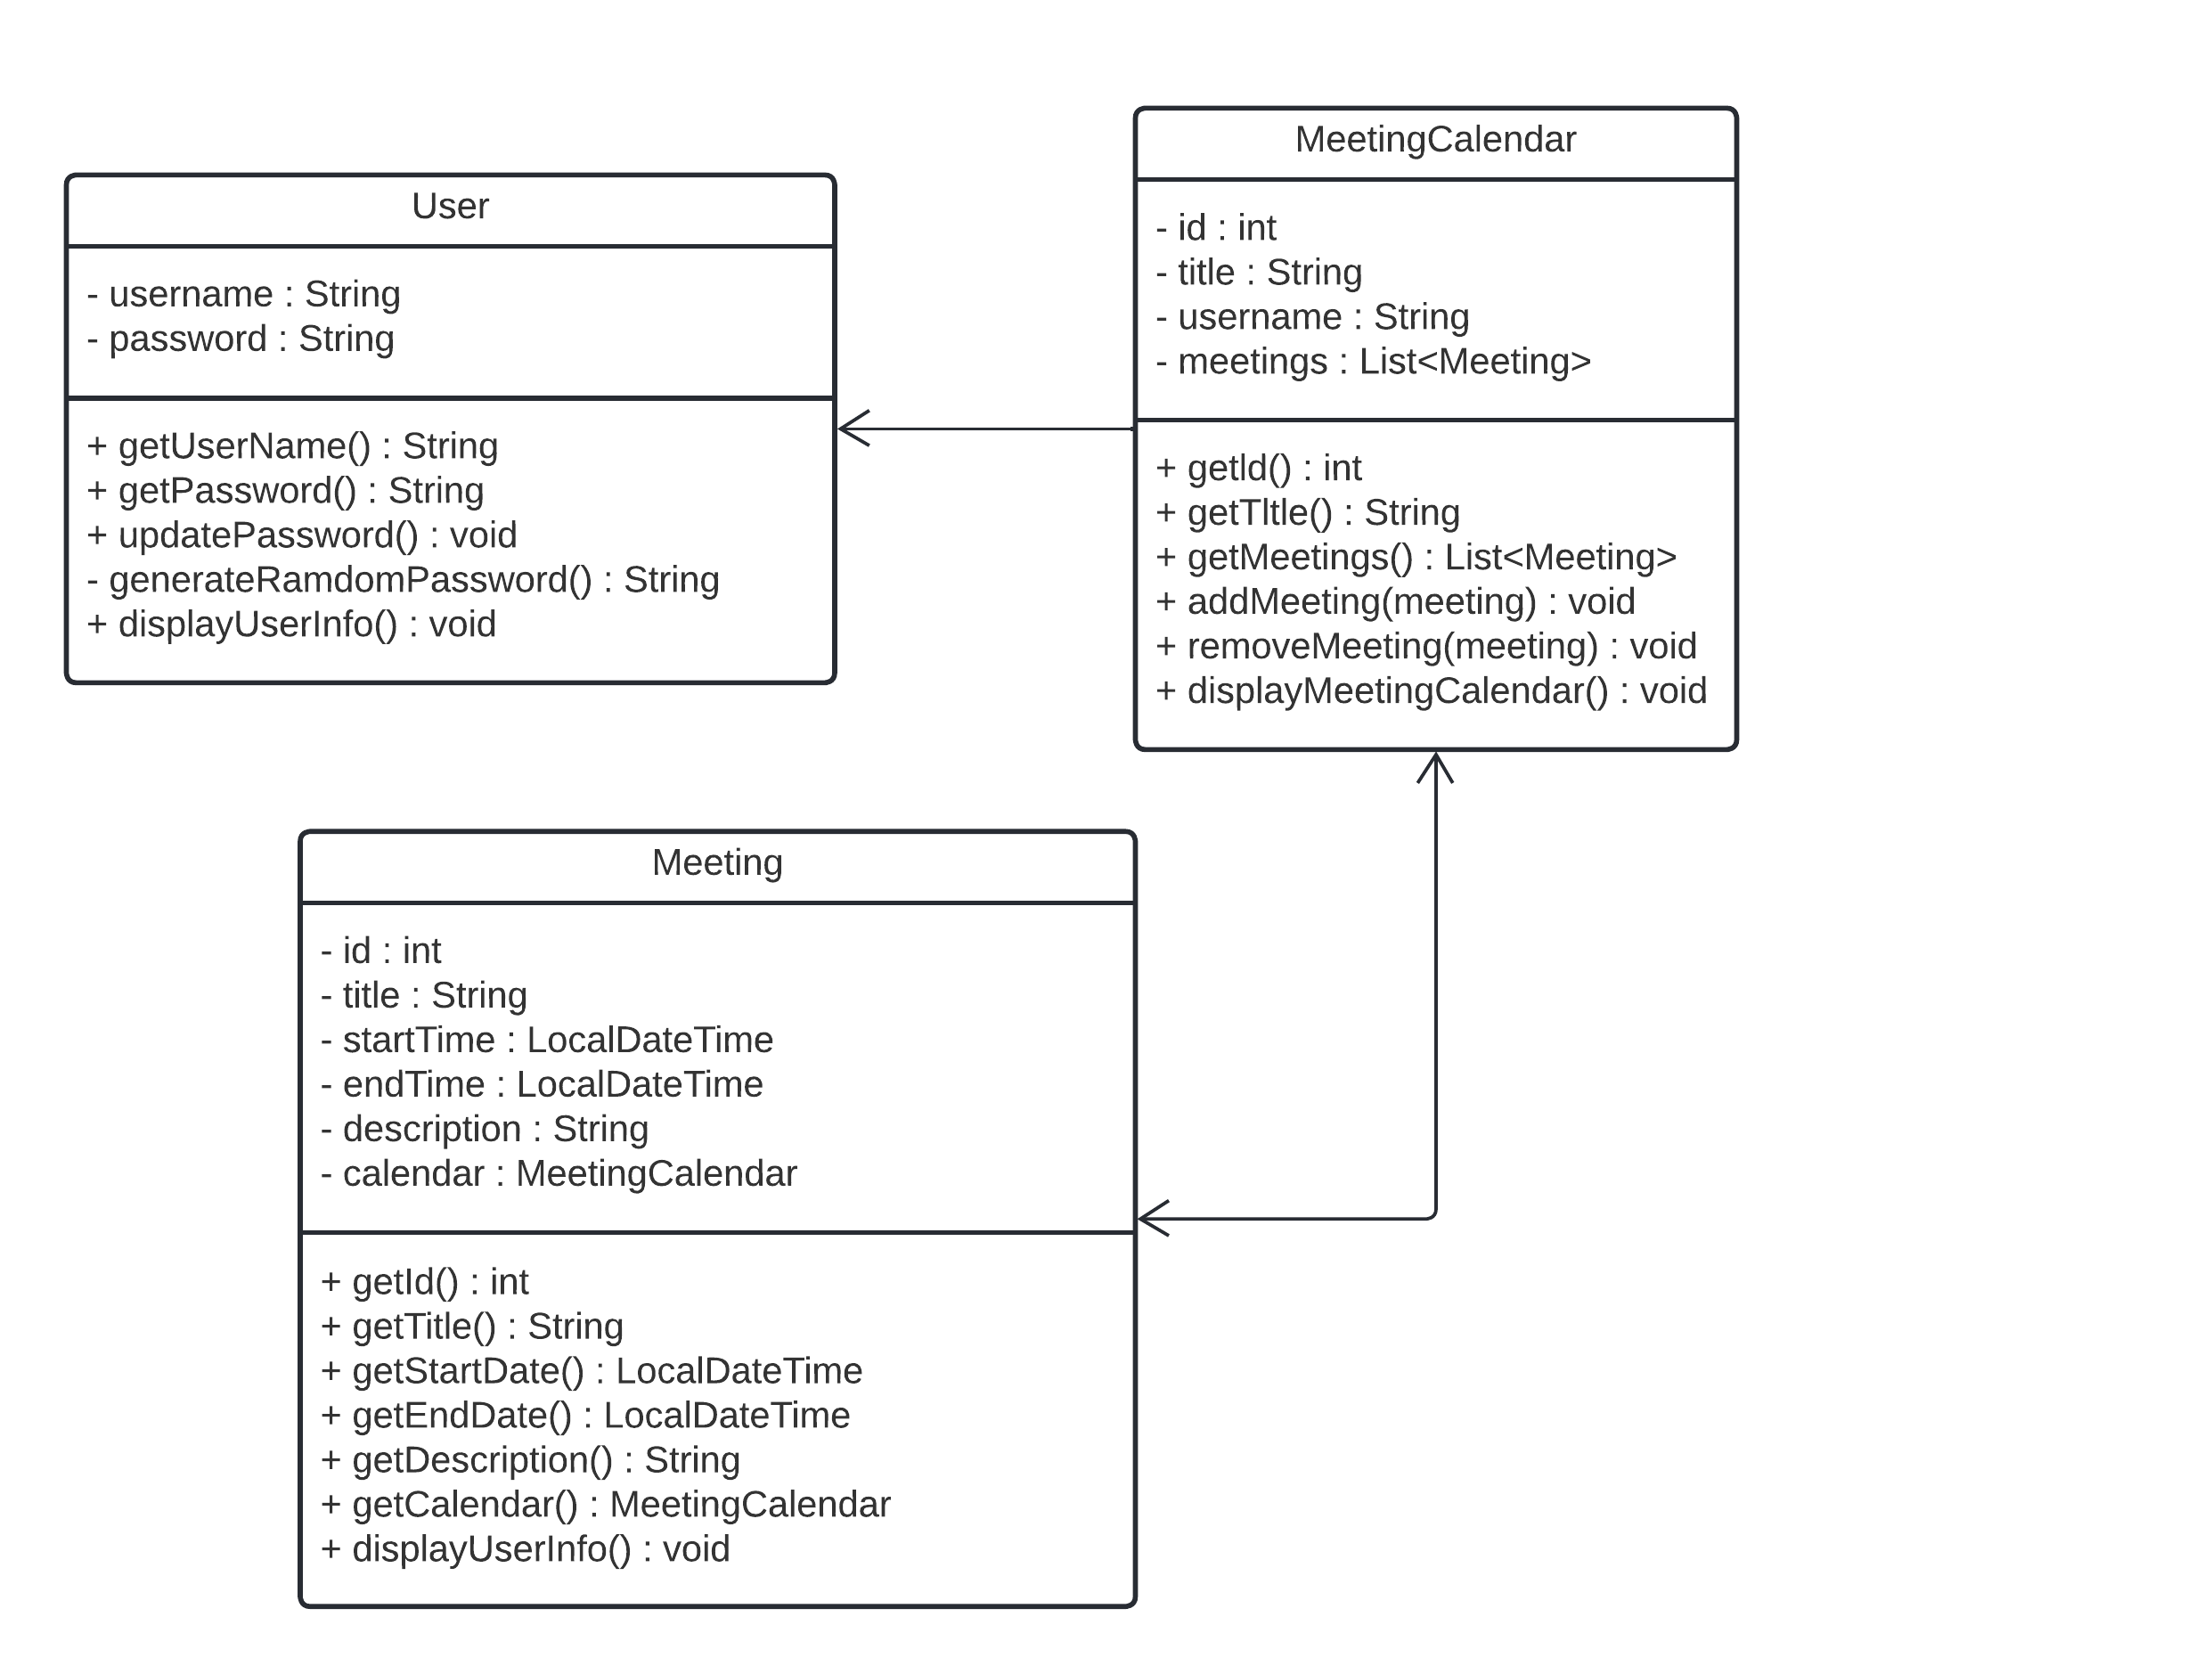 User
- username : String
- password : String
+ getUserName() : String
+ getPassword() : String
+ updatePassword() : void
- generateRamdomPassword() : String
+ displayUserInfo() : void
MeetingCalendar
- id : int
- title : String
- username : String
- meetings : List<Meeting>
+ getId() : int
+ getTltle() : String
+ getMeetings() : List<Meeting>
+ addMeeting(meeting) : void
+ removeMeeting(meeting) : void
+ displayMeetingCalendar() : void
Meeting
- id : int
- title : String
- startTime : LocalDateTime
- endTime : LocalDateTime
- description : String
- calendar : MeetingCalendar
+ getId() : int
+ getTitle() : String
+ getStartDate() : LocalDateTime
+ getEndDate() : LocalDateTime
+ getDescription() : String
+ getCalendar() : MeetingCalendar
+ displayUserInfo() : void